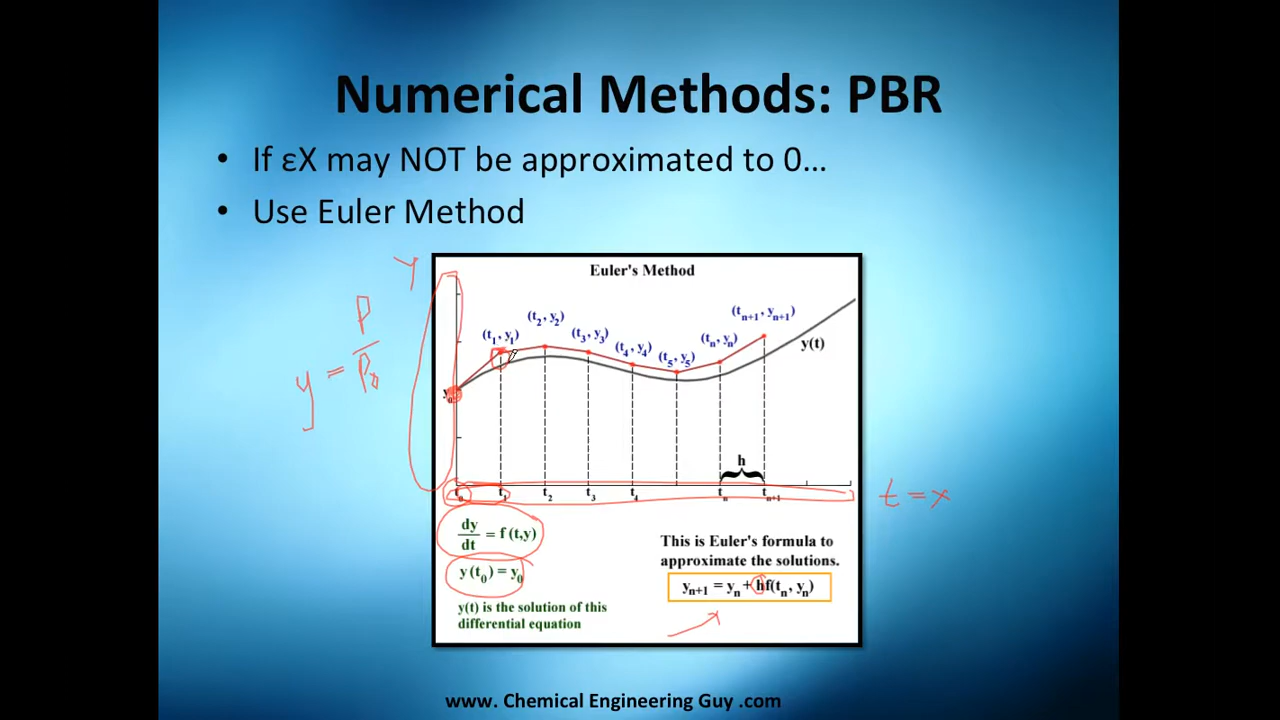 Numerical Methods: PBR
• If εX may NOT be approximated to 0...
• Use Euler Method
Euler's Method
Y
y = P/P₀
(t₁, y₁)
(t₂, y₂)
(t₃, y₃)
(t₄, y₄)
(t₅, y₅)
(tₙ, yₙ)
(tₙ₊₁, yₙ₊₁)
y(t)
y₀
h
t₀ t₁ t₂ t₃ t₄ tₙ tₙ₊₁
t = x
dy/dt = f (t,y)
y (t₀) = y₀
y(t) is the solution of this
differential equation
This is Euler's formula to
approximate the solutions.
yₙ₊₁ = yₙ + hf(tₙ, yₙ)
www. Chemical Engineering Guy .com